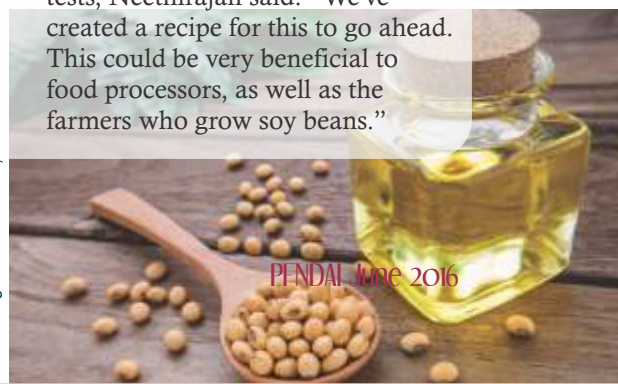 tests, Neethirajan said. “We’ve
created a recipe for this to go ahead.
This could be very beneficial to
food processors, as well as the
farmers who grow soy beans.”
PENDAI June 2016